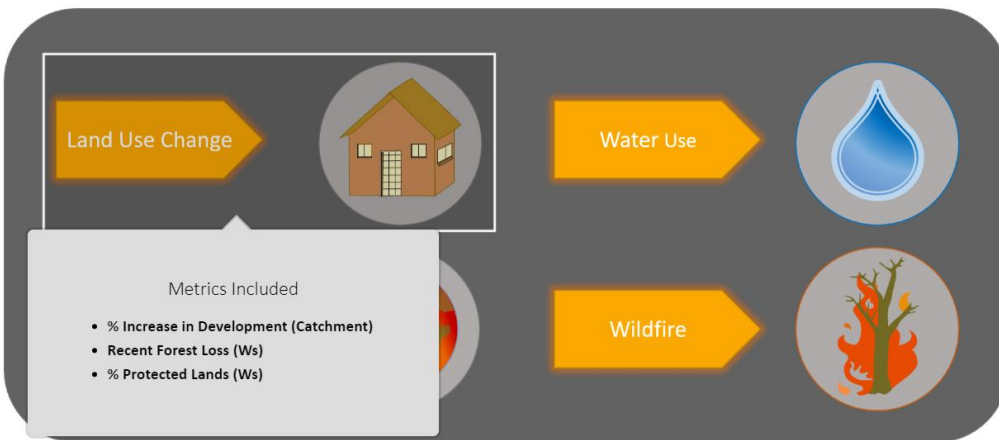 Land Use Change
Water Use
Metrics Included
• % Increase in Development (Catchment)
• Recent Forest Loss (Ws)
• % Protected Lands (Ws)
Wildfire